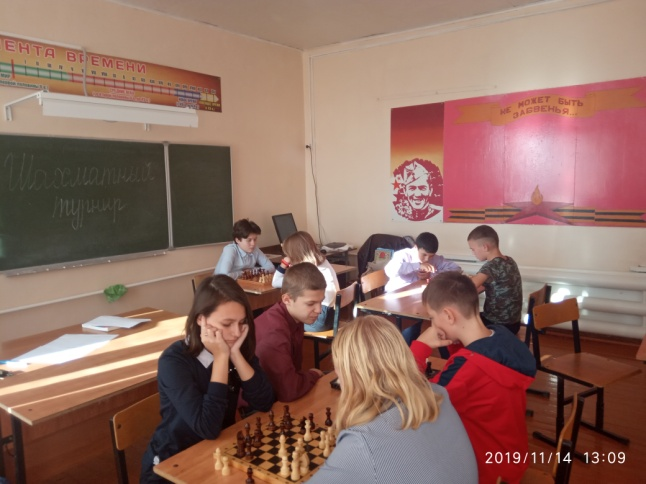 ЕНТА ВРЕМЕНИ
Шахматный
турнир
НЕ МОЖЕТ БЫТЬ
ЗАБВЕНЬЯ...
2019/11/14 13:09